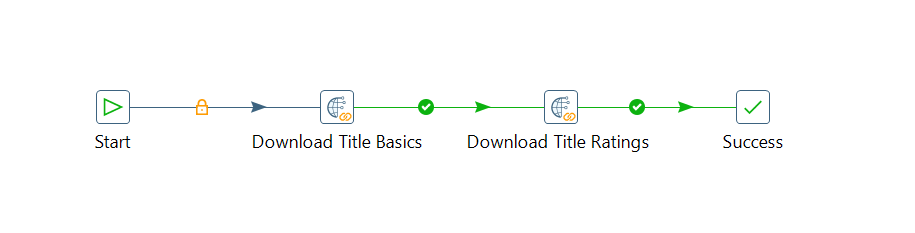 Start
Download Title Basics
Download Title Ratings
Success